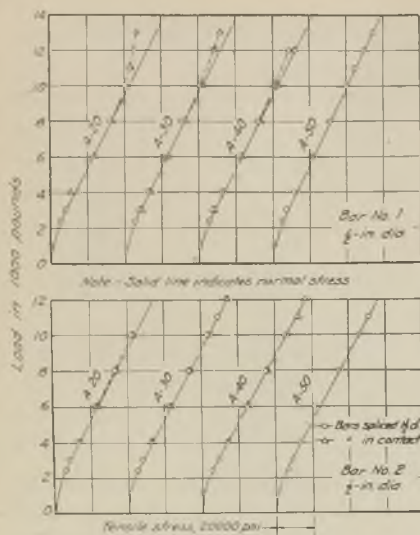 Load in 1000 pounds
14
12
10
8
6
4
2
0
A-20
A-30
A-40
A-50
Bar No. 1
½-in. dia
Note - Solid line indicates normal stress
12
10
8
6
4
2
0
A-20
A-30
A-40
A-50
Bars spliced
" in contact
Bar No. 2
½-in. dia
Tensile stress, 20000 psi